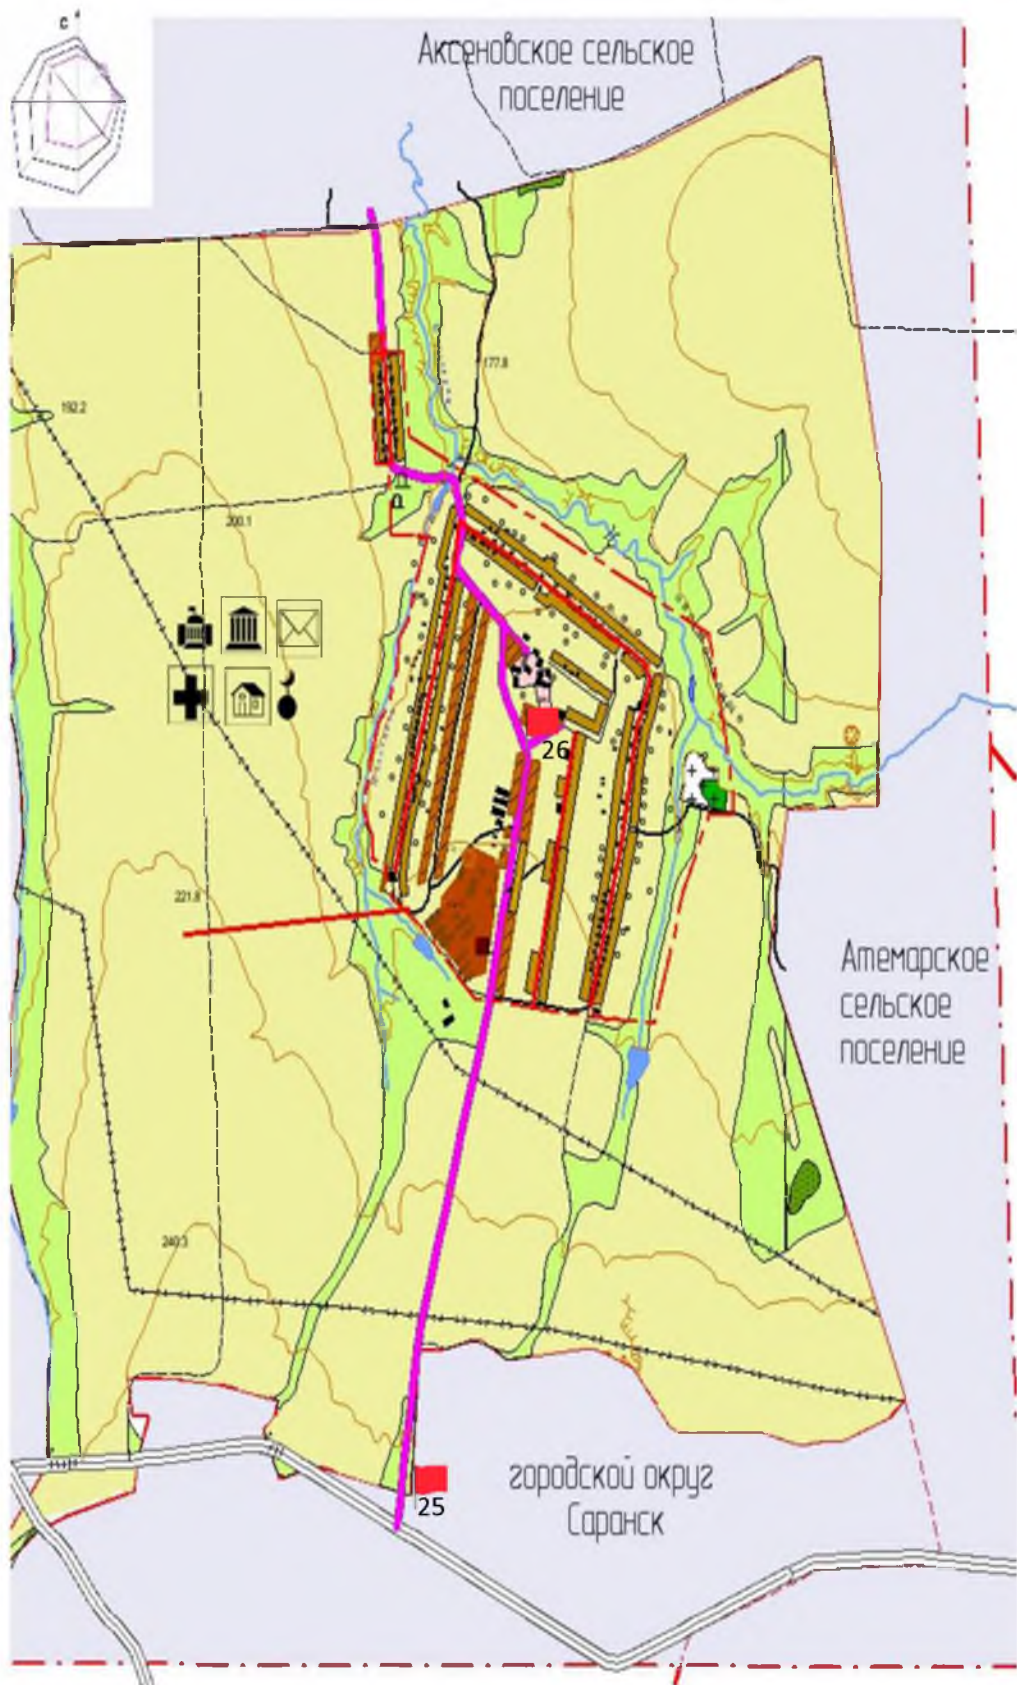 с
Аксеновское сельское
поселение
177.8
192.2
200.1
26
221.8
Атемарское
сельское
поселение
240.3
городской округ
Саранск
25